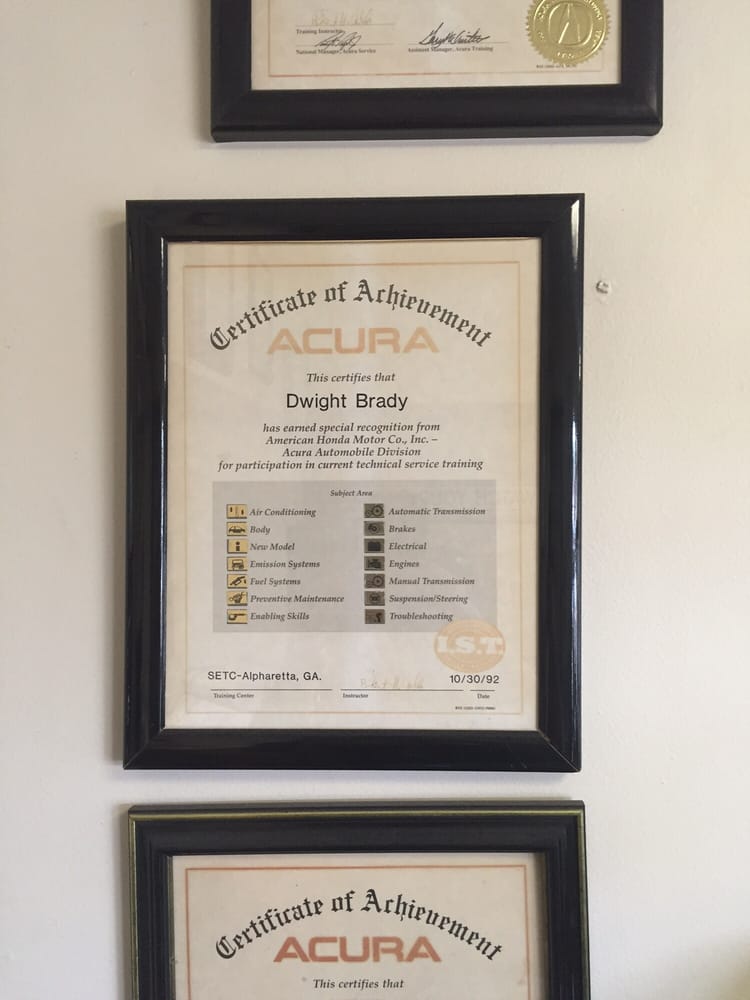 Training Instructor
National Manager, Acura Service
Assistant Manager, Acura Training
Certificate of Achievement
ACURA
This certifies that
Dwight Brady
has earned special recognition from
American Honda Motor Co., Inc. –
Acura Automobile Division
for participation in current technical service training
Subject Area
Air Conditioning
Automatic Transmission
Body
Brakes
New Model
Electrical
Emission Systems
Engines
Fuel Systems
Manual Transmission
Preventive Maintenance
Suspension/Steering
Enabling Skills
Troubleshooting
I.S.T.
SETC-Alpharetta, GA.
10/30/92
Training Center
Instructor
Date
Certificate of Achievement
ACURA
This certifies that